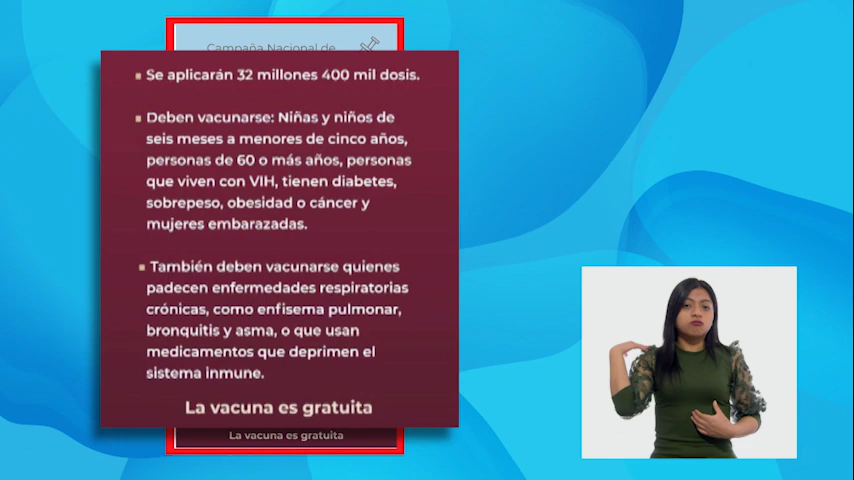 Campaña Nacional de
▪ Se aplicarán 32 millones 400 mil dosis.
▪ Deben vacunarse: Niñas y niños de
seis meses a menores de cinco años,
personas de 60 o más años, personas
que viven con VIH, tienen diabetes,
sobrepeso, obesidad o cáncer y
mujeres embarazadas.
▪ También deben vacunarse quienes
padecen enfermedades respiratorias
crónicas, como enfisema pulmonar,
bronquitis y asma, o que usan
medicamentos que deprimen el
sistema inmune.
La vacuna es gratuita
La vacuna es gratuita